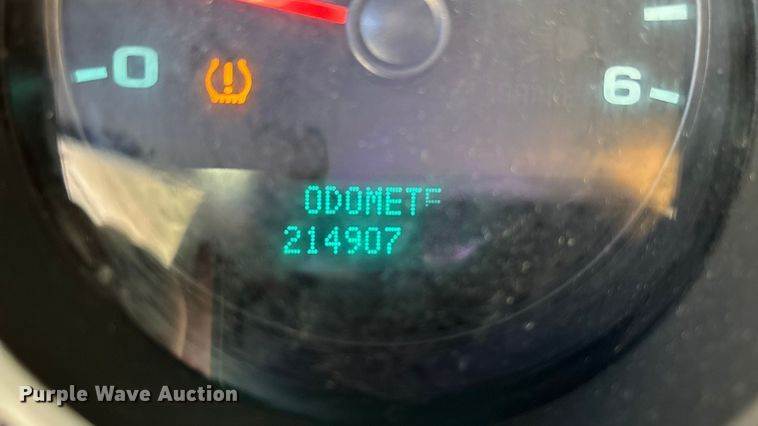 0 6
ODOMETE
214907
Purple Wave Auction